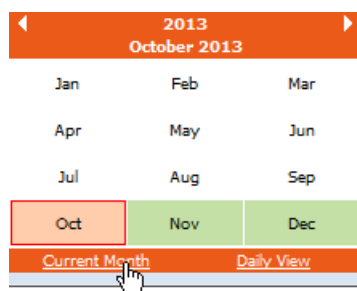 2013
October 2013
Jan Feb Mar
Apr May Jun
Jul Aug Sep
Oct Nov Dec
Current Month Daily View